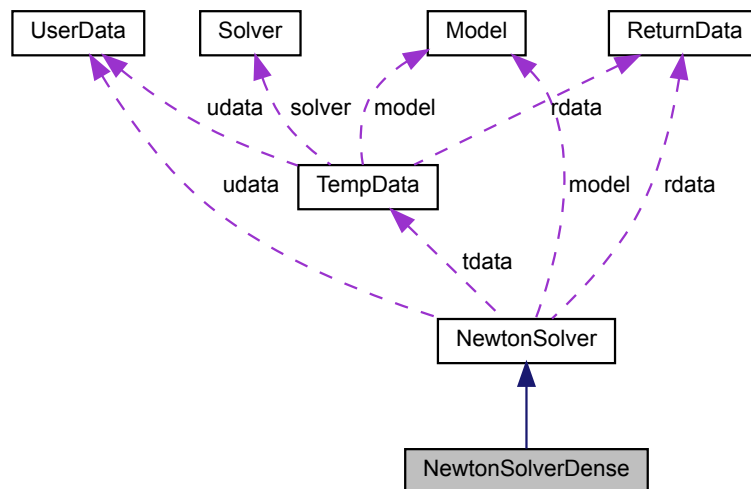 UserData
Solver
Model
ReturnData
udata
solver
model
rdata
udata
TempData
model
rdata
tdata
NewtonSolver
NewtonSolverDense